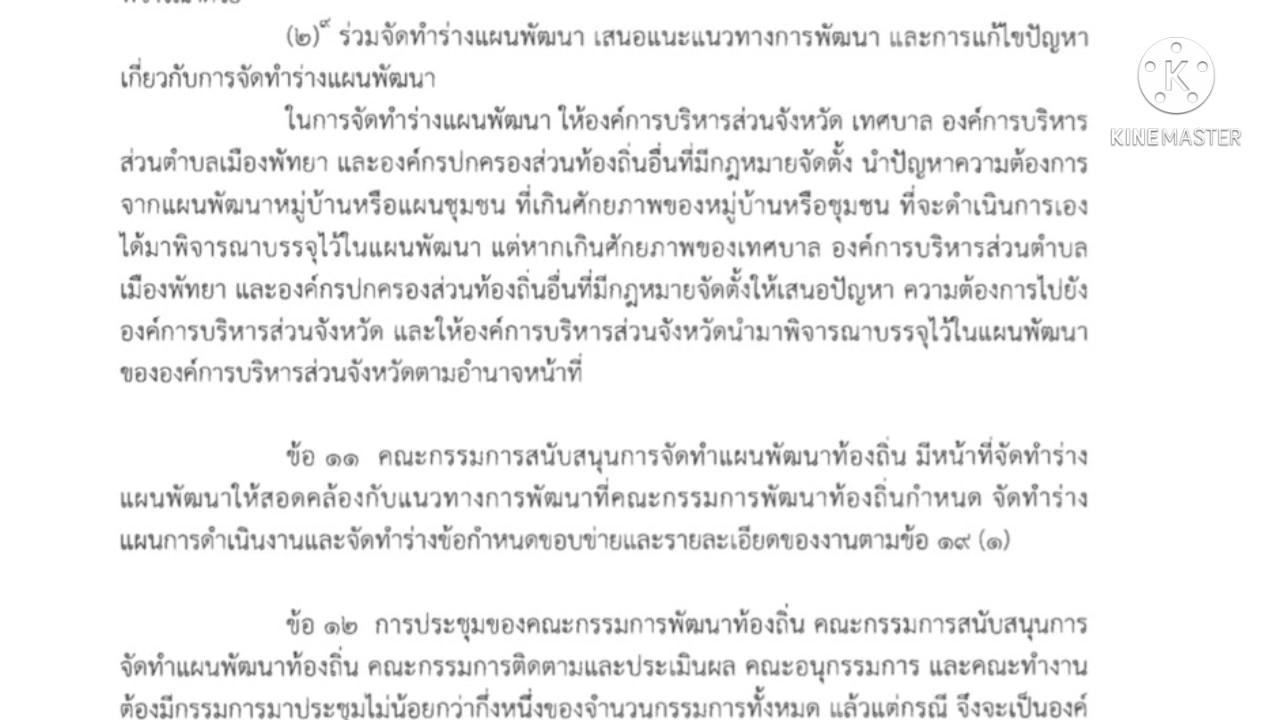 (๒)๙ ร่วมจัดทำร่างแผนพัฒนา เสนอแนะแนวทางการพัฒนา และการแก้ไขปัญหา
เกี่ยวกับการจัดทำร่างแผนพัฒนา
ในการจัดทำร่างแผนพัฒนา ให้องค์การบริหารส่วนจังหวัด เทศบาล องค์การบริหาร
ส่วนตำบลเมืองพัทยา และองค์กรปกครองส่วนท้องถิ่นอื่นที่มีกฎหมายจัดตั้ง นำปัญหาความต้องการ
จากแผนพัฒนาหมู่บ้านหรือแผนชุมชน ที่เกินศักยภาพของหมู่บ้านหรือชุมชน ที่จะดำเนินการเอง
ได้มาพิจารณาบรรจุไว้ในแผนพัฒนา แต่หากเกินศักยภาพของเทศบาล องค์การบริหารส่วนตำบล
เมืองพัทยา และองค์กรปกครองส่วนท้องถิ่นอื่นที่มีกฎหมายจัดตั้งให้เสนอปัญหา ความต้องการไปยัง
องค์การบริหารส่วนจังหวัด และให้องค์การบริหารส่วนจังหวัดนำมาพิจารณาบรรจุไว้ในแผนพัฒนา
ขององค์การบริหารส่วนจังหวัดตามอำนาจหน้าที่
ข้อ ๑๑ คณะกรรมการสนับสนุนการจัดทำแผนพัฒนาท้องถิ่น มีหน้าที่จัดทำร่าง
แผนพัฒนาให้สอดคล้องกับแนวทางการพัฒนาที่คณะกรรมการพัฒนาท้องถิ่นกำหนด จัดทำร่าง
แผนการดำเนินงานและจัดทำร่างข้อกำหนดขอบข่ายและรายละเอียดของงานตามข้อ ๑๙ (๑)
ข้อ ๑๒ การประชุมของคณะกรรมการพัฒนาท้องถิ่น คณะกรรมการสนับสนุนการ
จัดทำแผนพัฒนาท้องถิ่น คณะกรรมการติดตามและประเมินผล คณะอนุกรรมการ และคณะทำงาน
ต้องมีกรรมการมาประชุมไม่น้อยกว่ากึ่งหนึ่งของจำนวนกรรมการทั้งหมด แล้วแต่กรณี จึงจะเป็นองค์
K
KINEMASTER